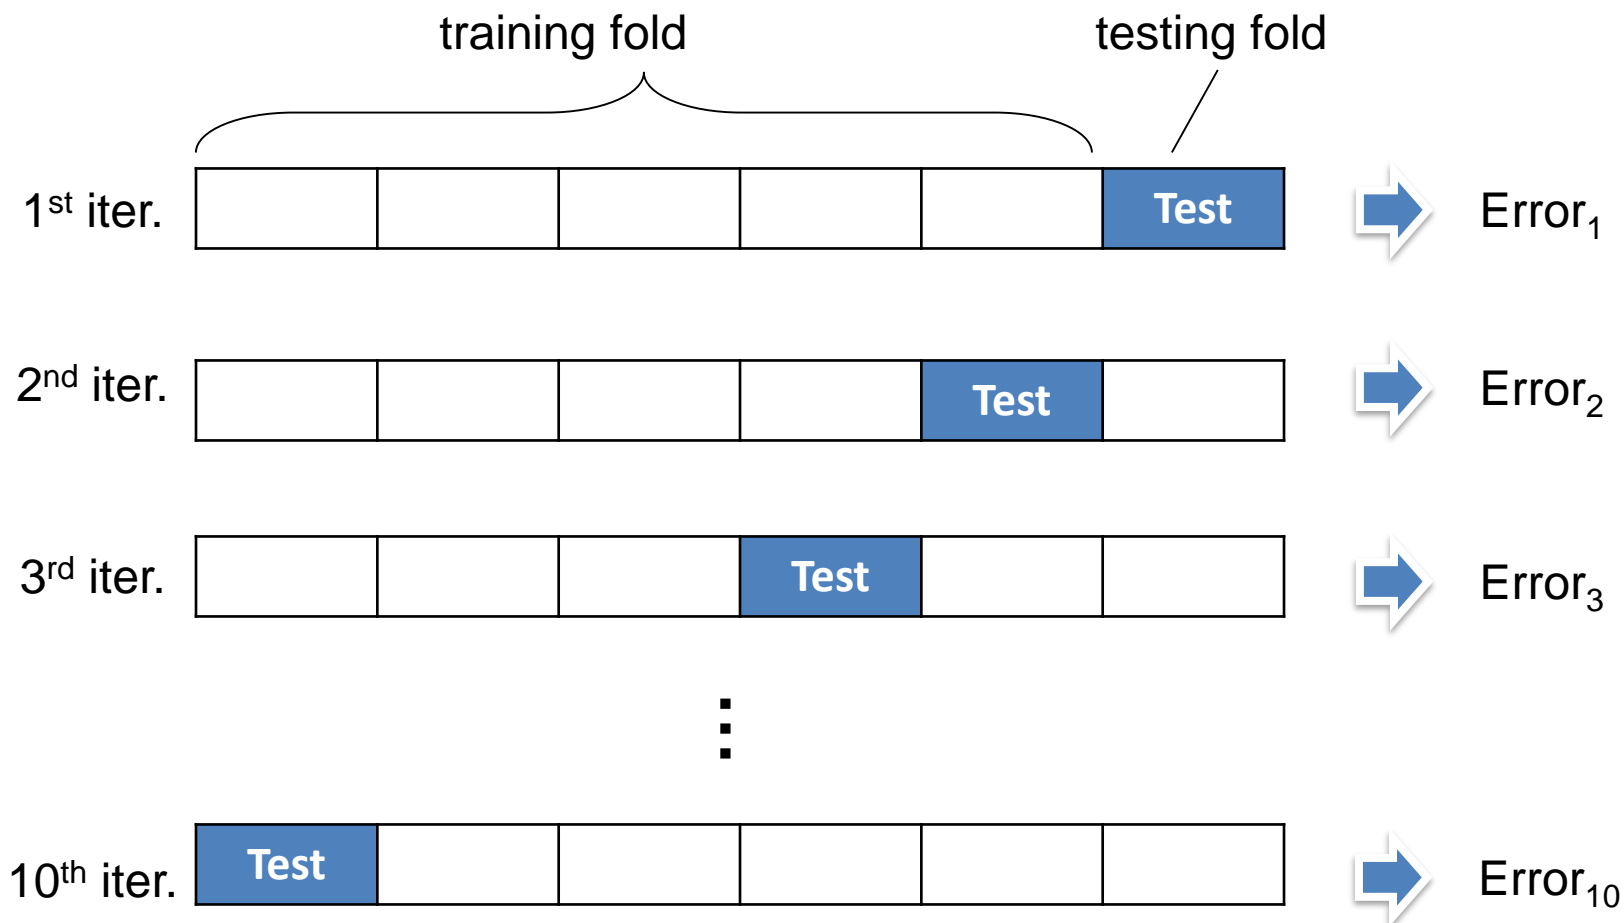 training fold testing fold
1st iter. Test Error1
2nd iter. Test Error2
3rd iter. Test Error3
⋮
10th iter. Test Error10